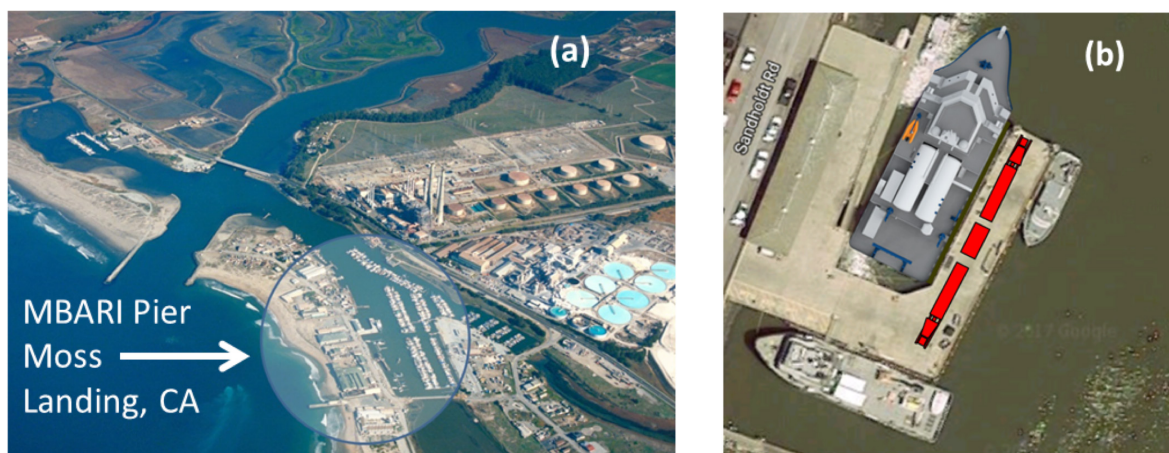 (a)
MBARI Pier
Moss
Landing, CA
(b)
Sandholdt Rd
© 2017 Google